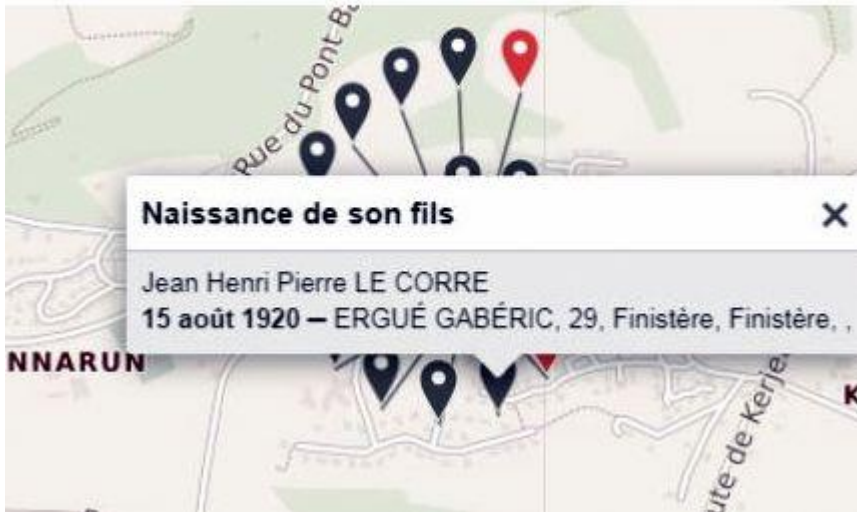 Rue du Pont
Naissance de son fils
Jean Henri Pierre LE CORRE
15 août 1920 – ERGUÉ GABÉRIC, 29, Finistère, Finistère, ,
NNARUN
K
ute de Kerje